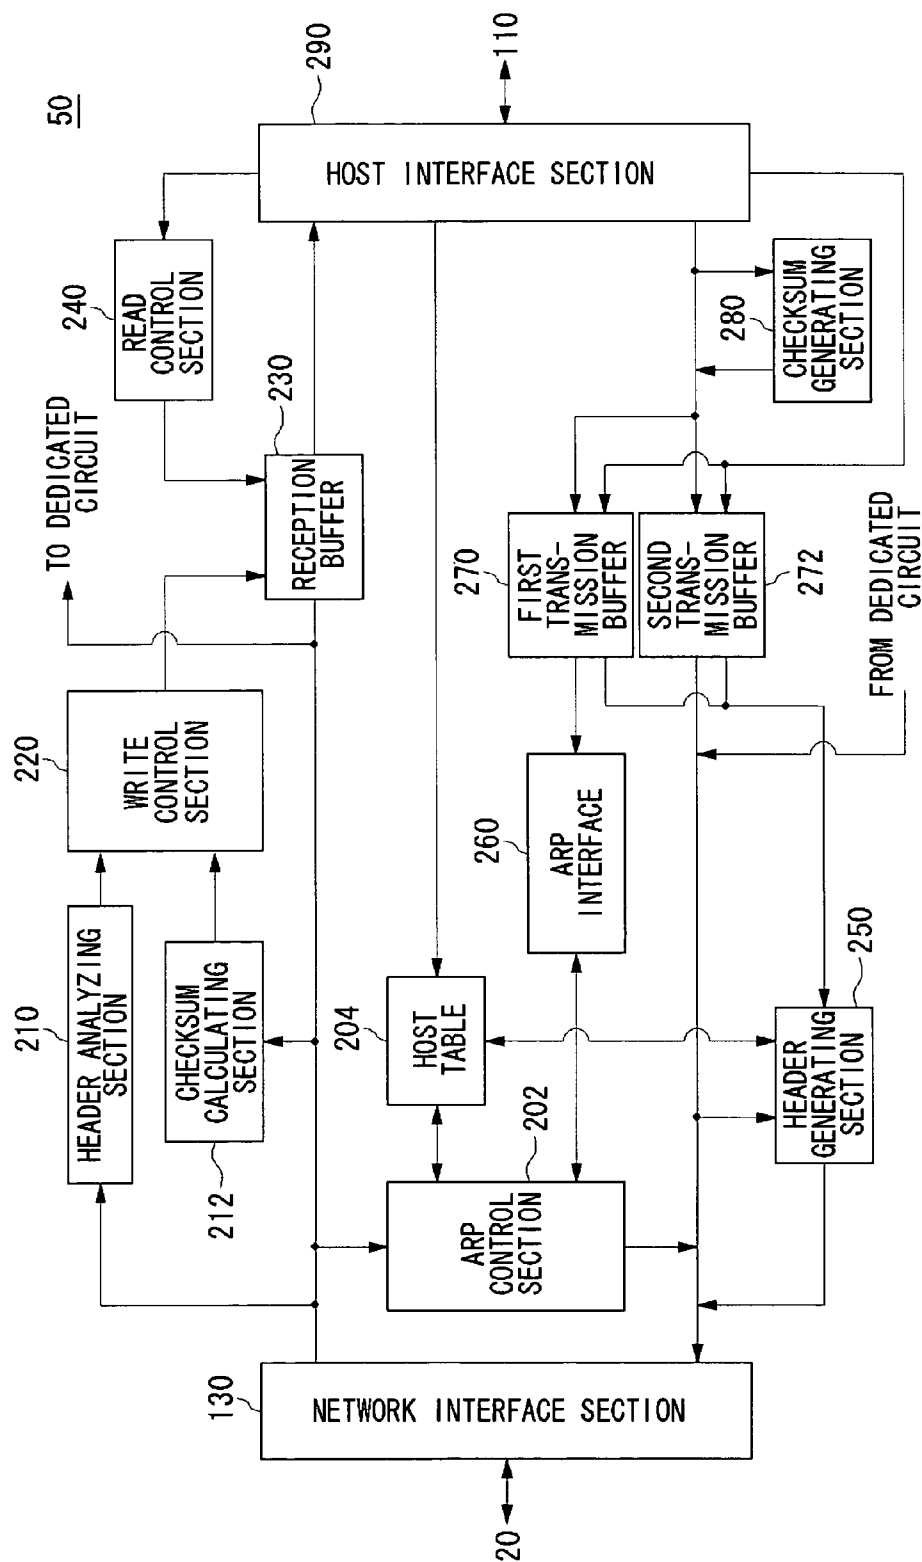 50
290
HOST INTERFACE SECTION
110
240
READ
CONTROL
SECTION
TO DEDICATED
CIRCUIT
230
RECEPTION
BUFFER
220
WRITE
CONTROL
SECTION
210
HEADER ANALYZING
SECTION
212
CHECKSUM
CALCULATING
SECTION
204
HOST
TABLE
202
ARP
CONTROL
SECTION
260
ARP
INTERFACE
270
FIRST
TRANS-
MISSION
BUFFER
SECOND
TRANS-
MISSION
BUFFER
272
280
CHECKSUM
GENERATING
SECTION
FROM DEDICATED
CIRCUIT
250
HEADER
GENERATING
SECTION
130
NETWORK INTERFACE SECTION
20